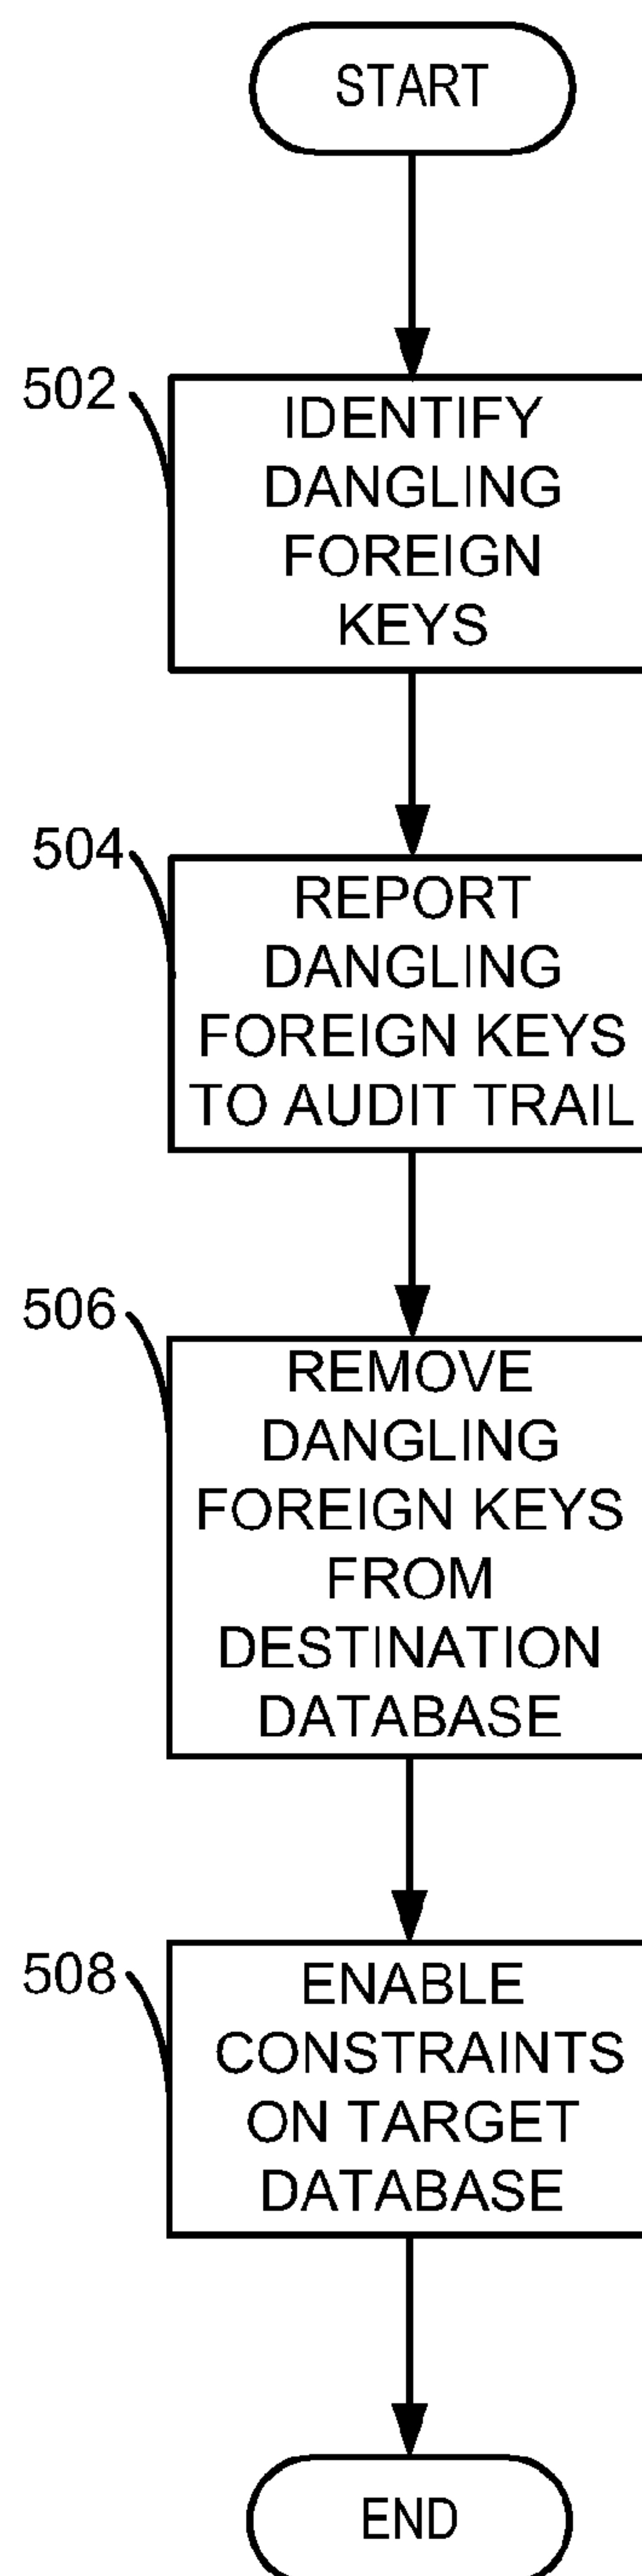 START
502
IDENTIFY
DANGLING
FOREIGN
KEYS
504
REPORT
DANGLING
FOREIGN KEYS
TO AUDIT TRAIL
506
REMOVE
DANGLING
FOREIGN KEYS
FROM
DESTINATION
DATABASE
508
ENABLE
CONSTRAINTS
ON TARGET
DATABASE
END